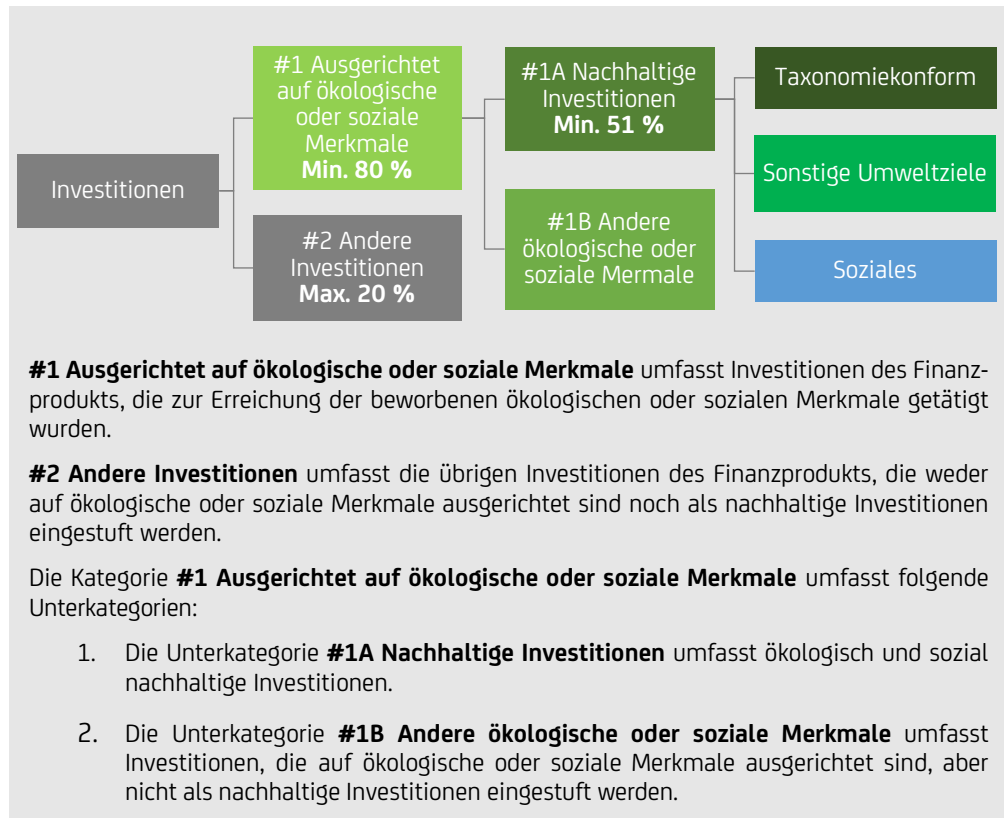 Investitionen
#1 Ausgerichtet
auf ökologische
oder soziale
Merkmale
Min. 80 %
#2 Andere
Investitionen
Max. 20 %
#1A Nachhaltige
Investitionen
Min. 51 %
#1B Andere
ökologische oder
soziale Mermale
Taxonomiekonform
Sonstige Umweltziele
Soziales
#1 Ausgerichtet auf ökologische oder soziale Merkmale umfasst Investitionen des Finanz-
produkts, die zur Erreichung der beworbenen ökologischen oder sozialen Merkmale getätigt
wurden.
#2 Andere Investitionen umfasst die übrigen Investitionen des Finanzprodukts, die weder
auf ökologische oder soziale Merkmale ausgerichtet sind noch als nachhaltige Investitionen
eingestuft werden.
Die Kategorie #1 Ausgerichtet auf ökologische oder soziale Merkmale umfasst folgende
Unterkategorien:
1. Die Unterkategorie #1A Nachhaltige Investitionen umfasst ökologisch und sozial
nachhaltige Investitionen.
2. Die Unterkategorie #1B Andere ökologische oder soziale Merkmale umfasst
Investitionen, die auf ökologische oder soziale Merkmale ausgerichtet sind, aber
nicht als nachhaltige Investitionen eingestuft werden.